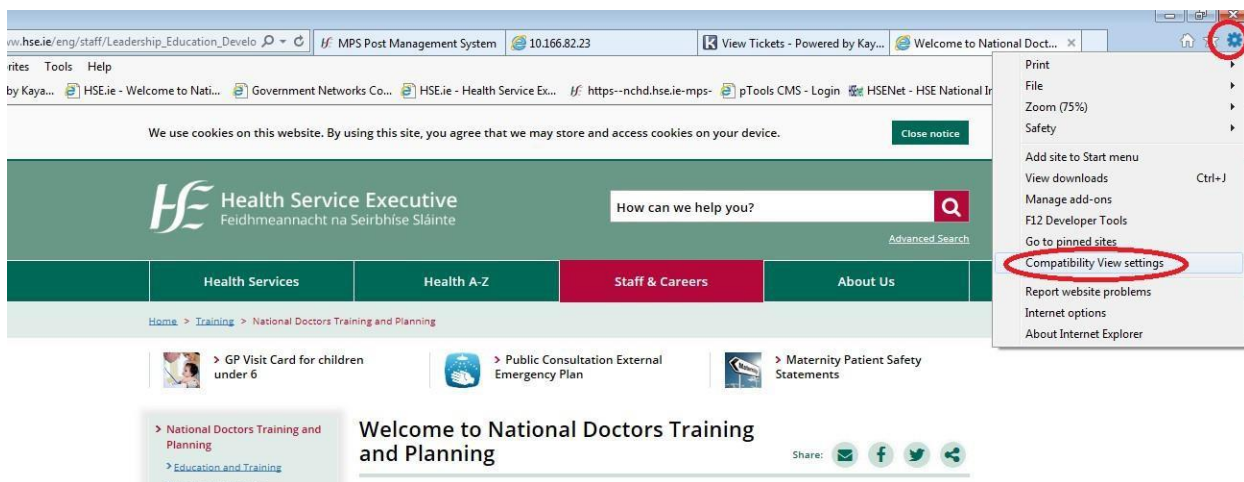 vw.hse.ie/eng/staff/Leadership_Education_Develo
MPS Post Management System
10.166.82.23
View Tickets - Powered by Kay...
Welcome to National Doct...
rites Tools Help
by Kaya... HSE.ie - Welcome to Nati... Government Networks Co... HSE.ie - Health Service Ex... https--nchd.hse.ie-mps- pTools CMS - Login HSENet - HSE National In
Print
File
Zoom (75%)
Safety
Add site to Start menu
View downloads Ctrl+J
Manage add-ons
F12 Developer Tools
Go to pinned sites
Compatibility View settings
Report website problems
Internet options
About Internet Explorer
We use cookies on this website. By using this site, you agree that we may store and access cookies on your device.
Close notice
Health Service Executive
Feidhmeannacht na Seirbhíse Sláinte
How can we help you?
Advanced Search
Health Services
Health A-Z
Staff & Careers
About Us
Home > Training > National Doctors Training and Planning
> GP Visit Card for children
under 6
> Public Consultation External
Emergency Plan
> Maternity Patient Safety
Statements
> National Doctors Training and
Planning
> Education and Training
Welcome to National Doctors Training
and Planning
Share: